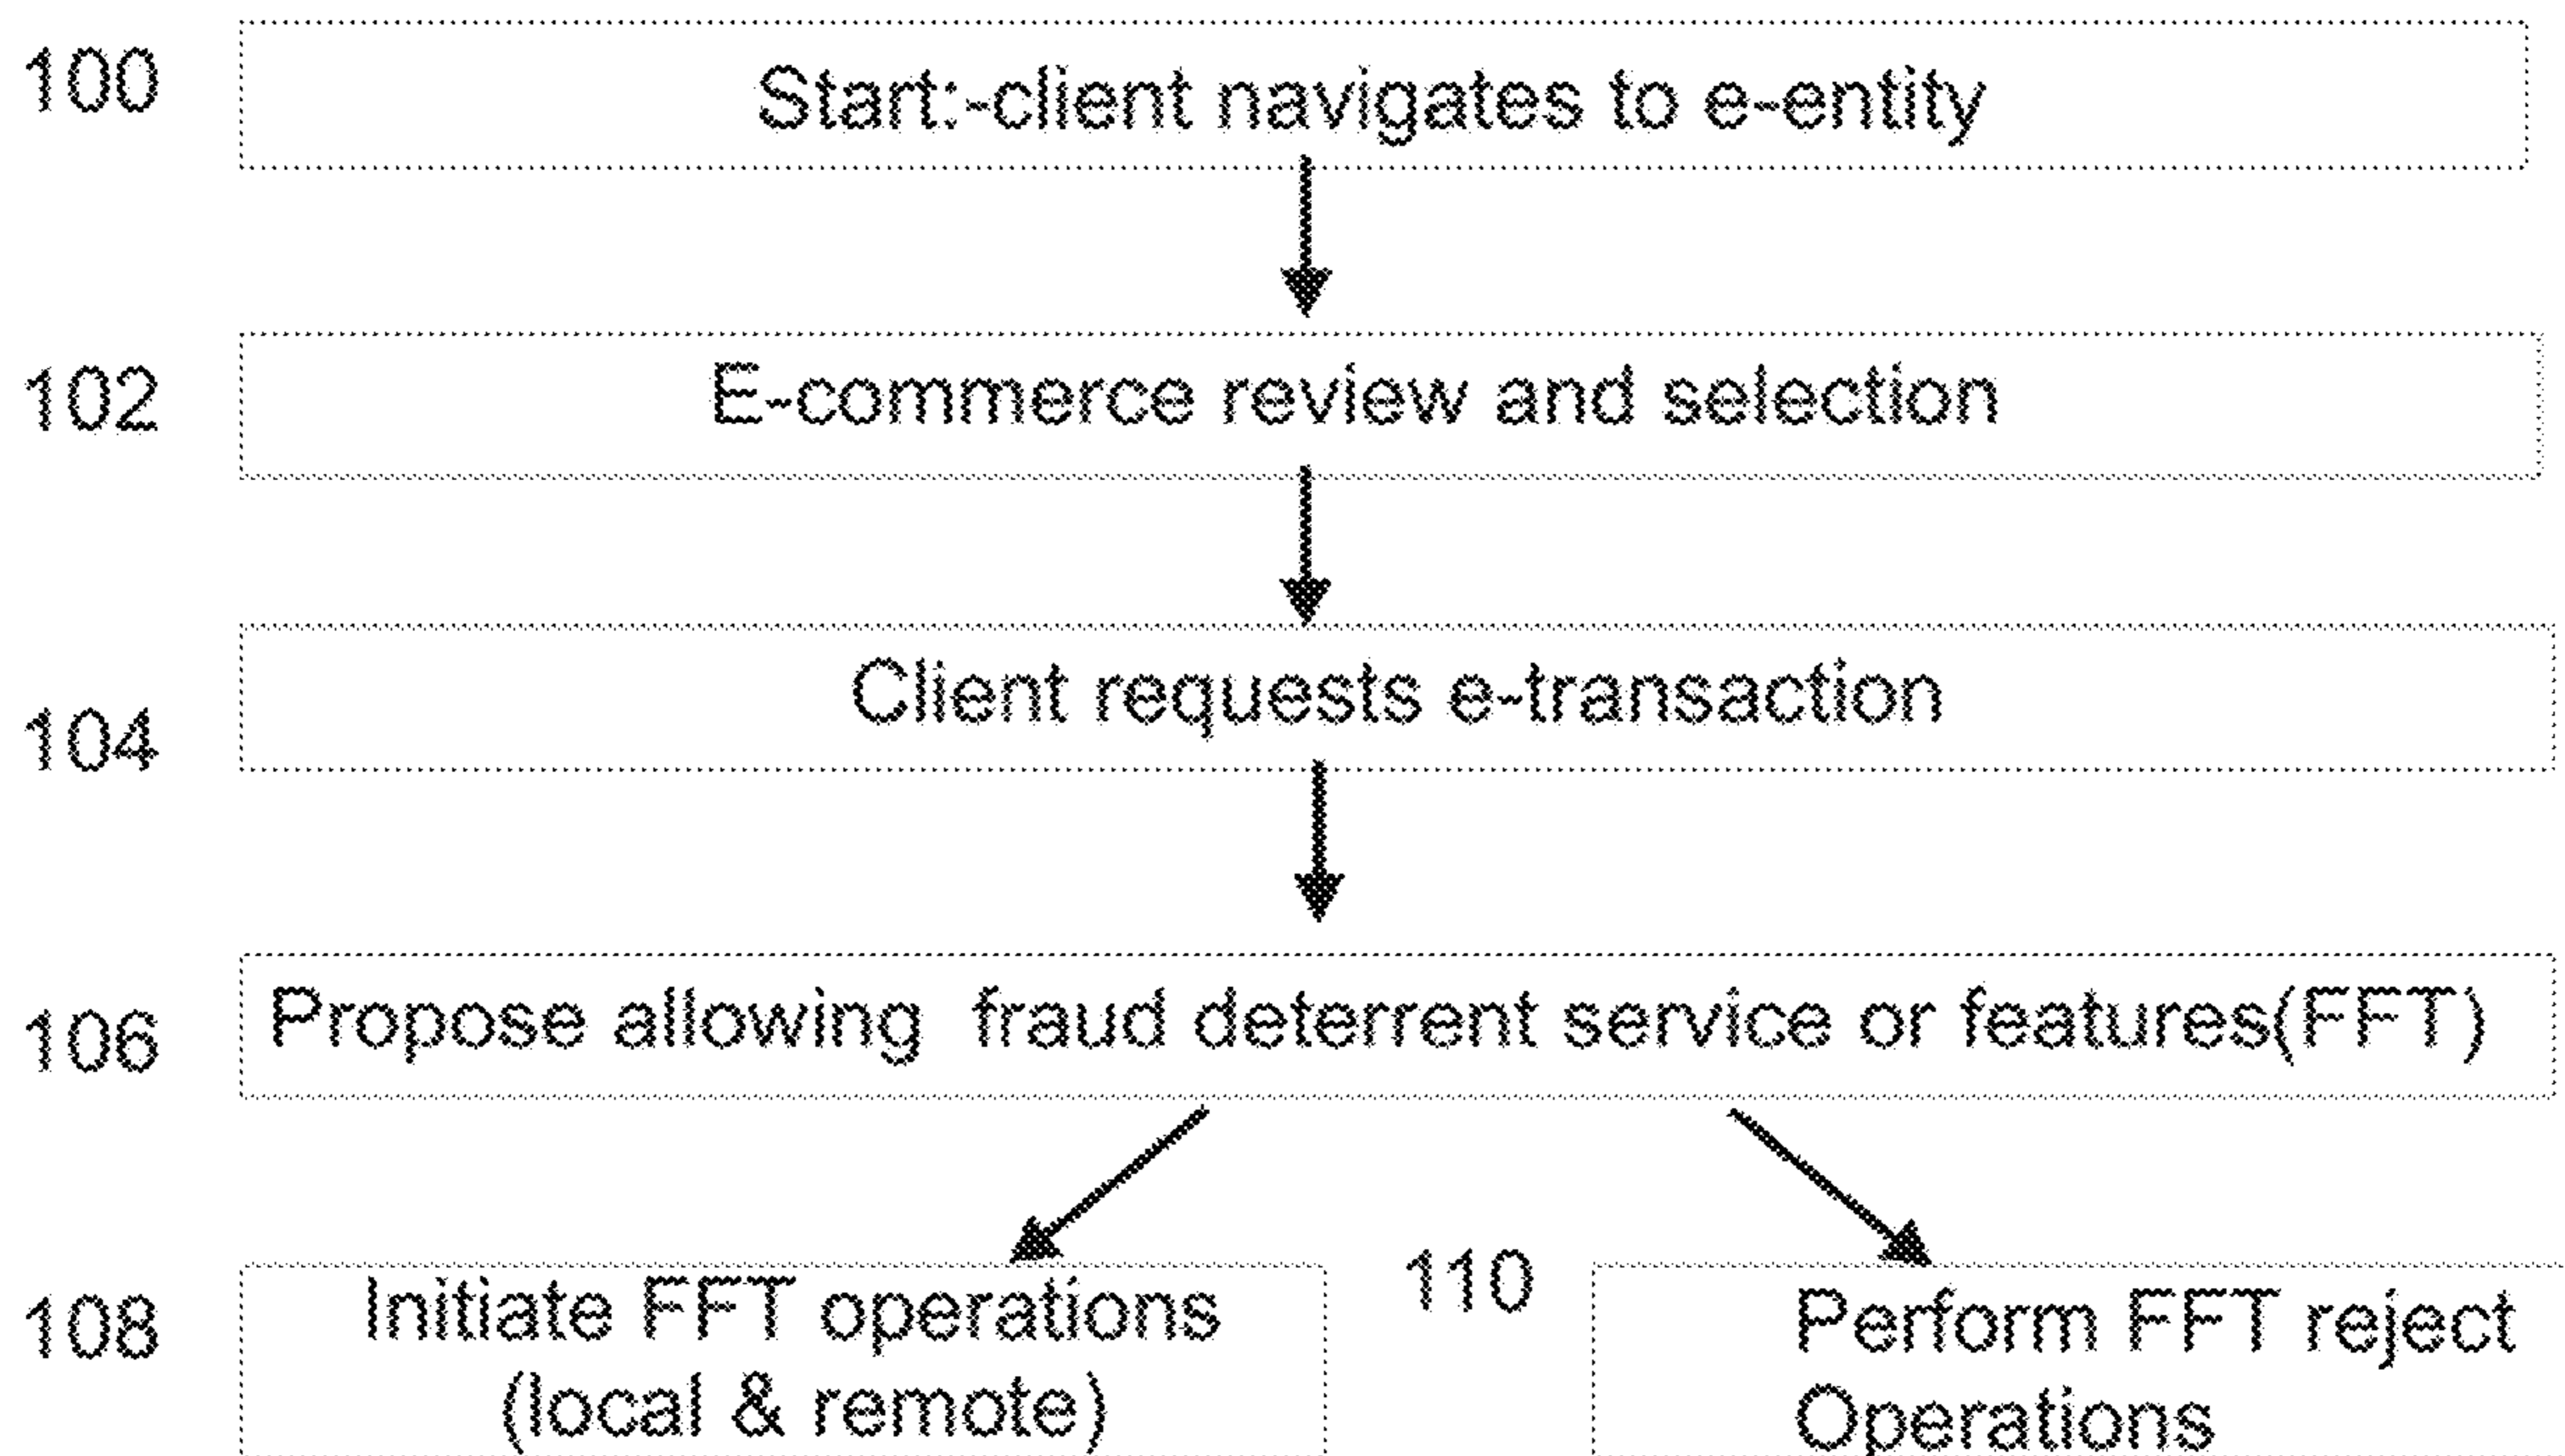 100
Start:-client navigates to e-entity
102
E-commerce review and selection
104
Client requests e-transaction
106
Propose allowing fraud deterrent service or features(FFT)
108
Initiate FFT operations
(local & remote)
110
Perform FFT reject
Operations